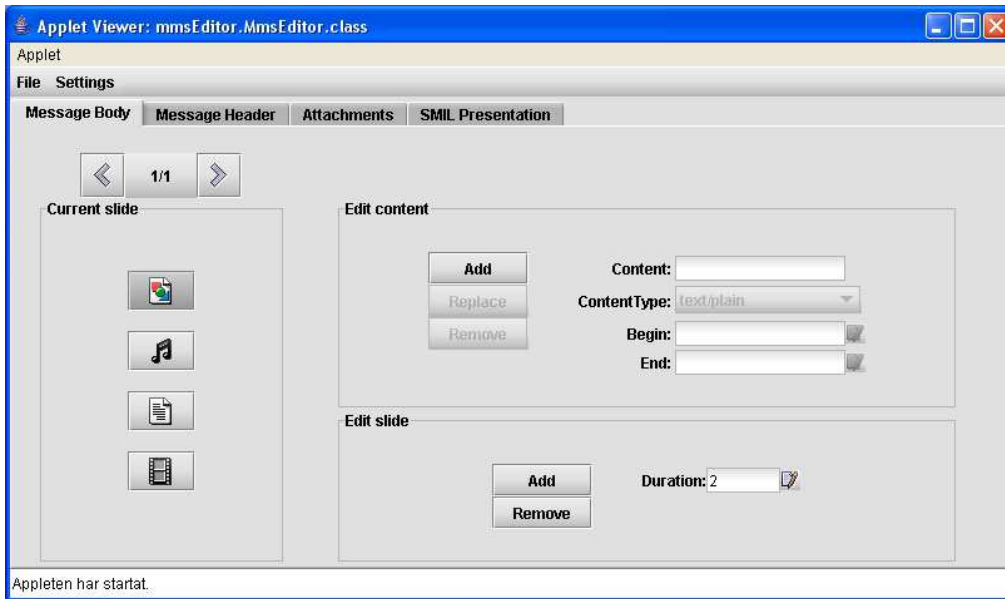 Applet Viewer: mmsEditor.MmsEditor.class
Applet
File Settings
Message Body Message Header Attachments SMIL Presentation
1/1
Current slide
Edit content
Add
Replace
Remove
Content:
ContentType: text/plain
Begin:
End:
Edit slide
Add
Remove
Duration: 2
Appleten har startat.